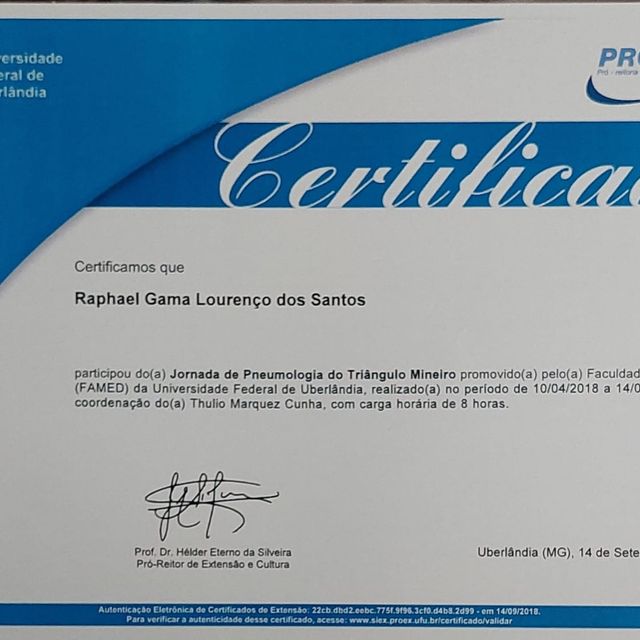 versidade
eral de
rlândia
PRO
Pró - reitoria
Certifica
Certificamos que
Raphael Gama Lourenço dos Santos
participou do(a) Jornada de Pneumologia do Triângulo Mineiro promovido(a) pelo(a) Faculdad
(FAMED) da Universidade Federal de Uberlândia, realizado(a) no período de 10/04/2018 a 14/0
coordenação do(a) Thulio Marquez Cunha, com carga horária de 8 horas.
Prof. Dr. Hélder Eterno da Silveira
Pró-Reitor de Extensão e Cultura
Uberlândia (MG), 14 de Sete
Autenticação Eletrônica de Certificados de Extensão: 22cb.dbd2.eebc.775f.9f96.3cf0.d4b8.2d99 - em 14/09/2018.
Para verificar a autenticidade desse certificado, acesse: www.siex.proex.ufu.br/certificado/validar